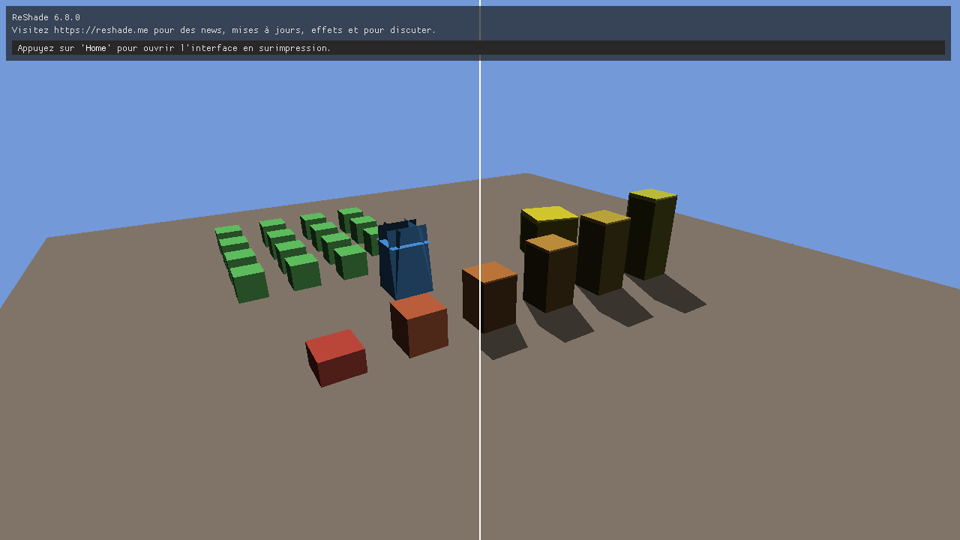 ReShade 6.8.0
Visitez https://reshade.me pour des news, mises à jours, effets et pour discuter.
Appuyez sur 'Home' pour ouvrir l'interface en surimpression.